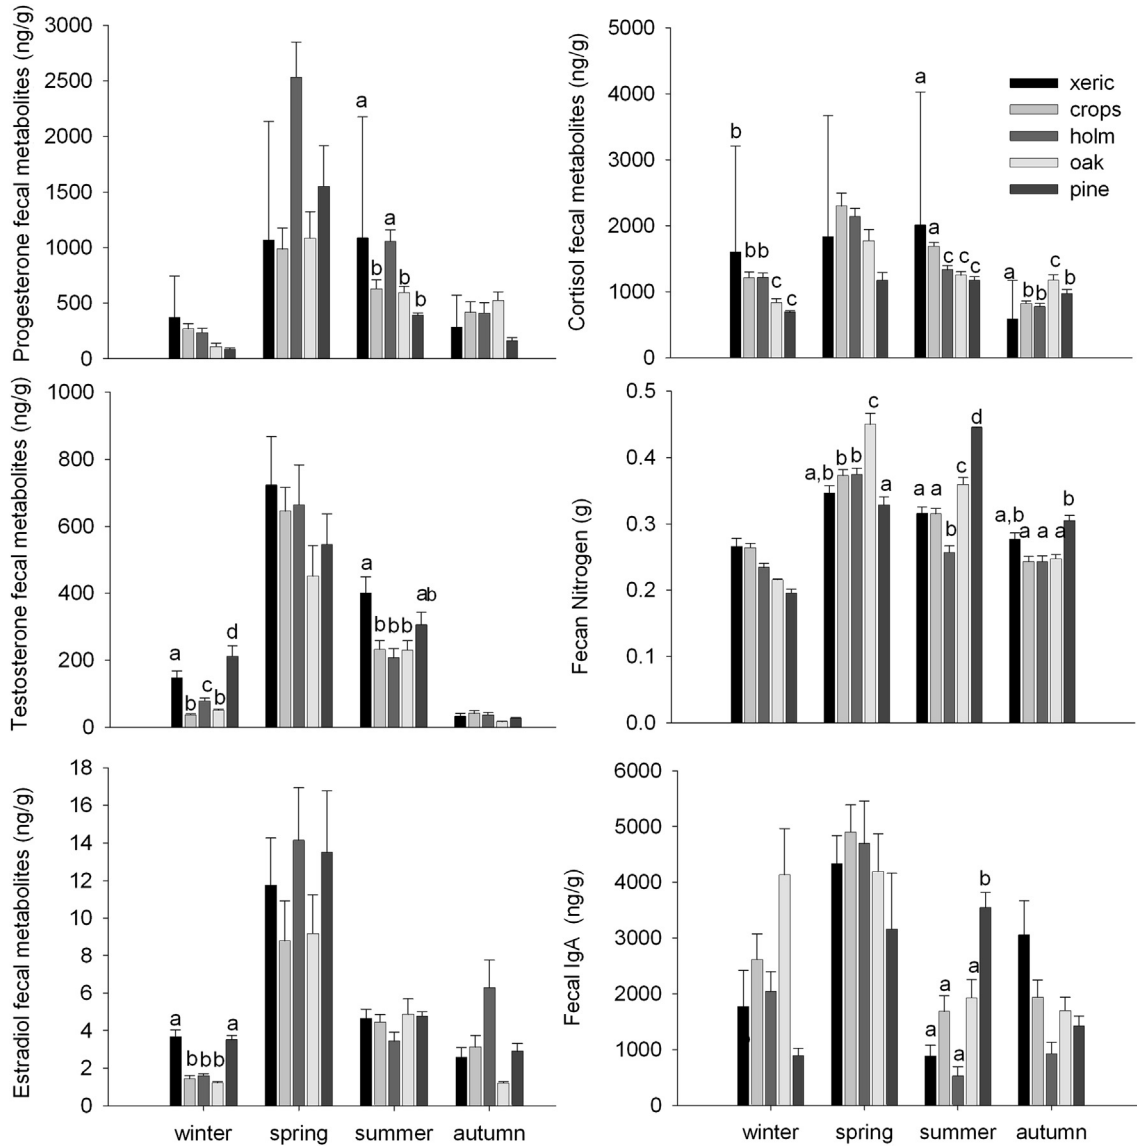 Progesterone fecal metabolites (ng/g)
3000
2500
2000
1500
1000
500
0
a
b
a
b
b
Cortisol fecal metabolites (ng/g)
5000
4000
3000
2000
1000
0
b
bb
c
c
a
a
c
c
c
a
bb
c
b
xeric
crops
holm
oak
pine
Testosterone fecal metabolites (ng/g)
1000
800
600
400
200
0
a
b
c
b
d
a
bbb
ab
Fecan Nitrogen (g)
0.5
0.4
0.3
0.2
0.1
0.0
a,b
b
b
c
a
a a
b
c
d
a,b
a
a
a
b
Estradiol fecal metabolites (ng/g)
18
16
14
12
10
8
6
4
2
0
a
bbb
a
winter
spring
summer
autumn
Fecal IgA (ng/g)
6000
5000
4000
3000
2000
1000
0
a
a
a
a
b
winter
spring
summer
autumn